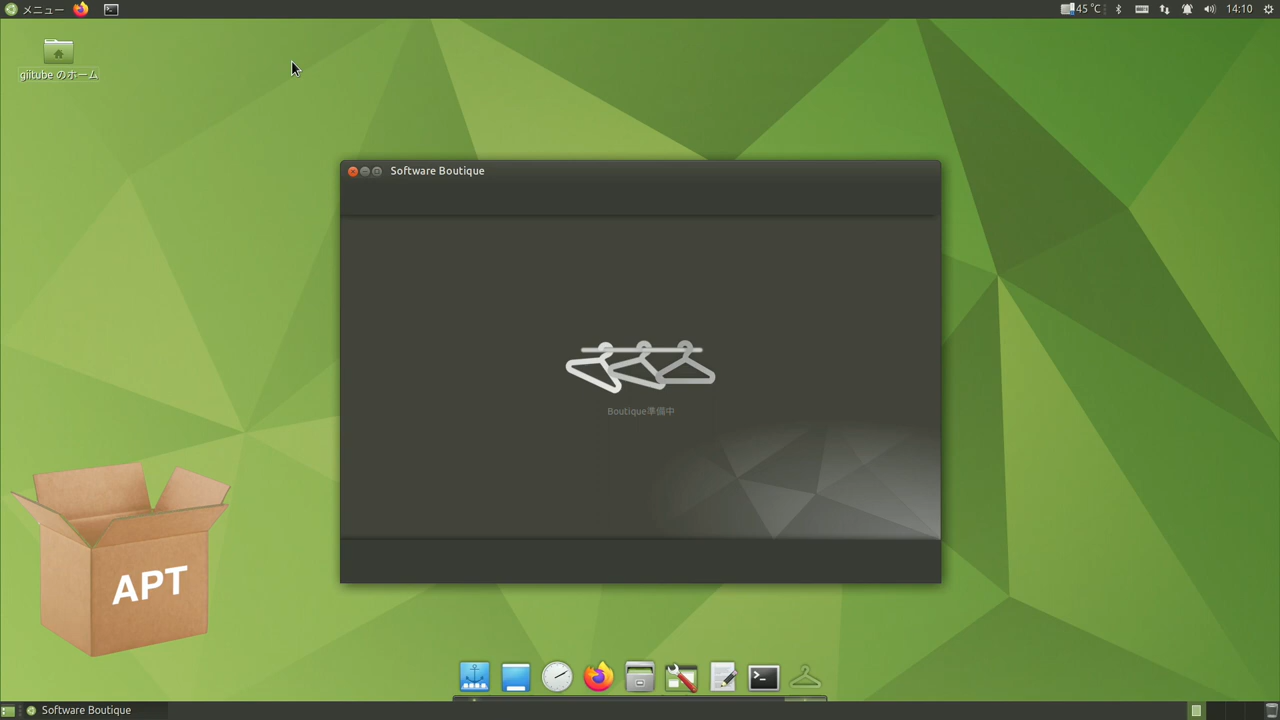 メニュー
45 ℃
14:10
giitube のホーム
Software Boutique
Boutique準備中
APT
Software Boutique